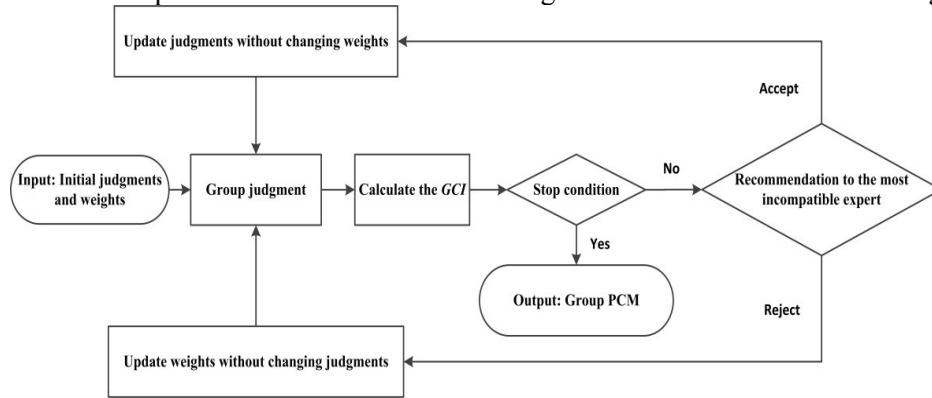 Update judgments without changing weights
Accept
Input: Initial judgments
and weights
Group judgment
Calculate the GCI
Stop condition
No
Recommendation to the most
incompatible expert
Yes
Output: Group PCM
Reject
Update weights without changing judgments